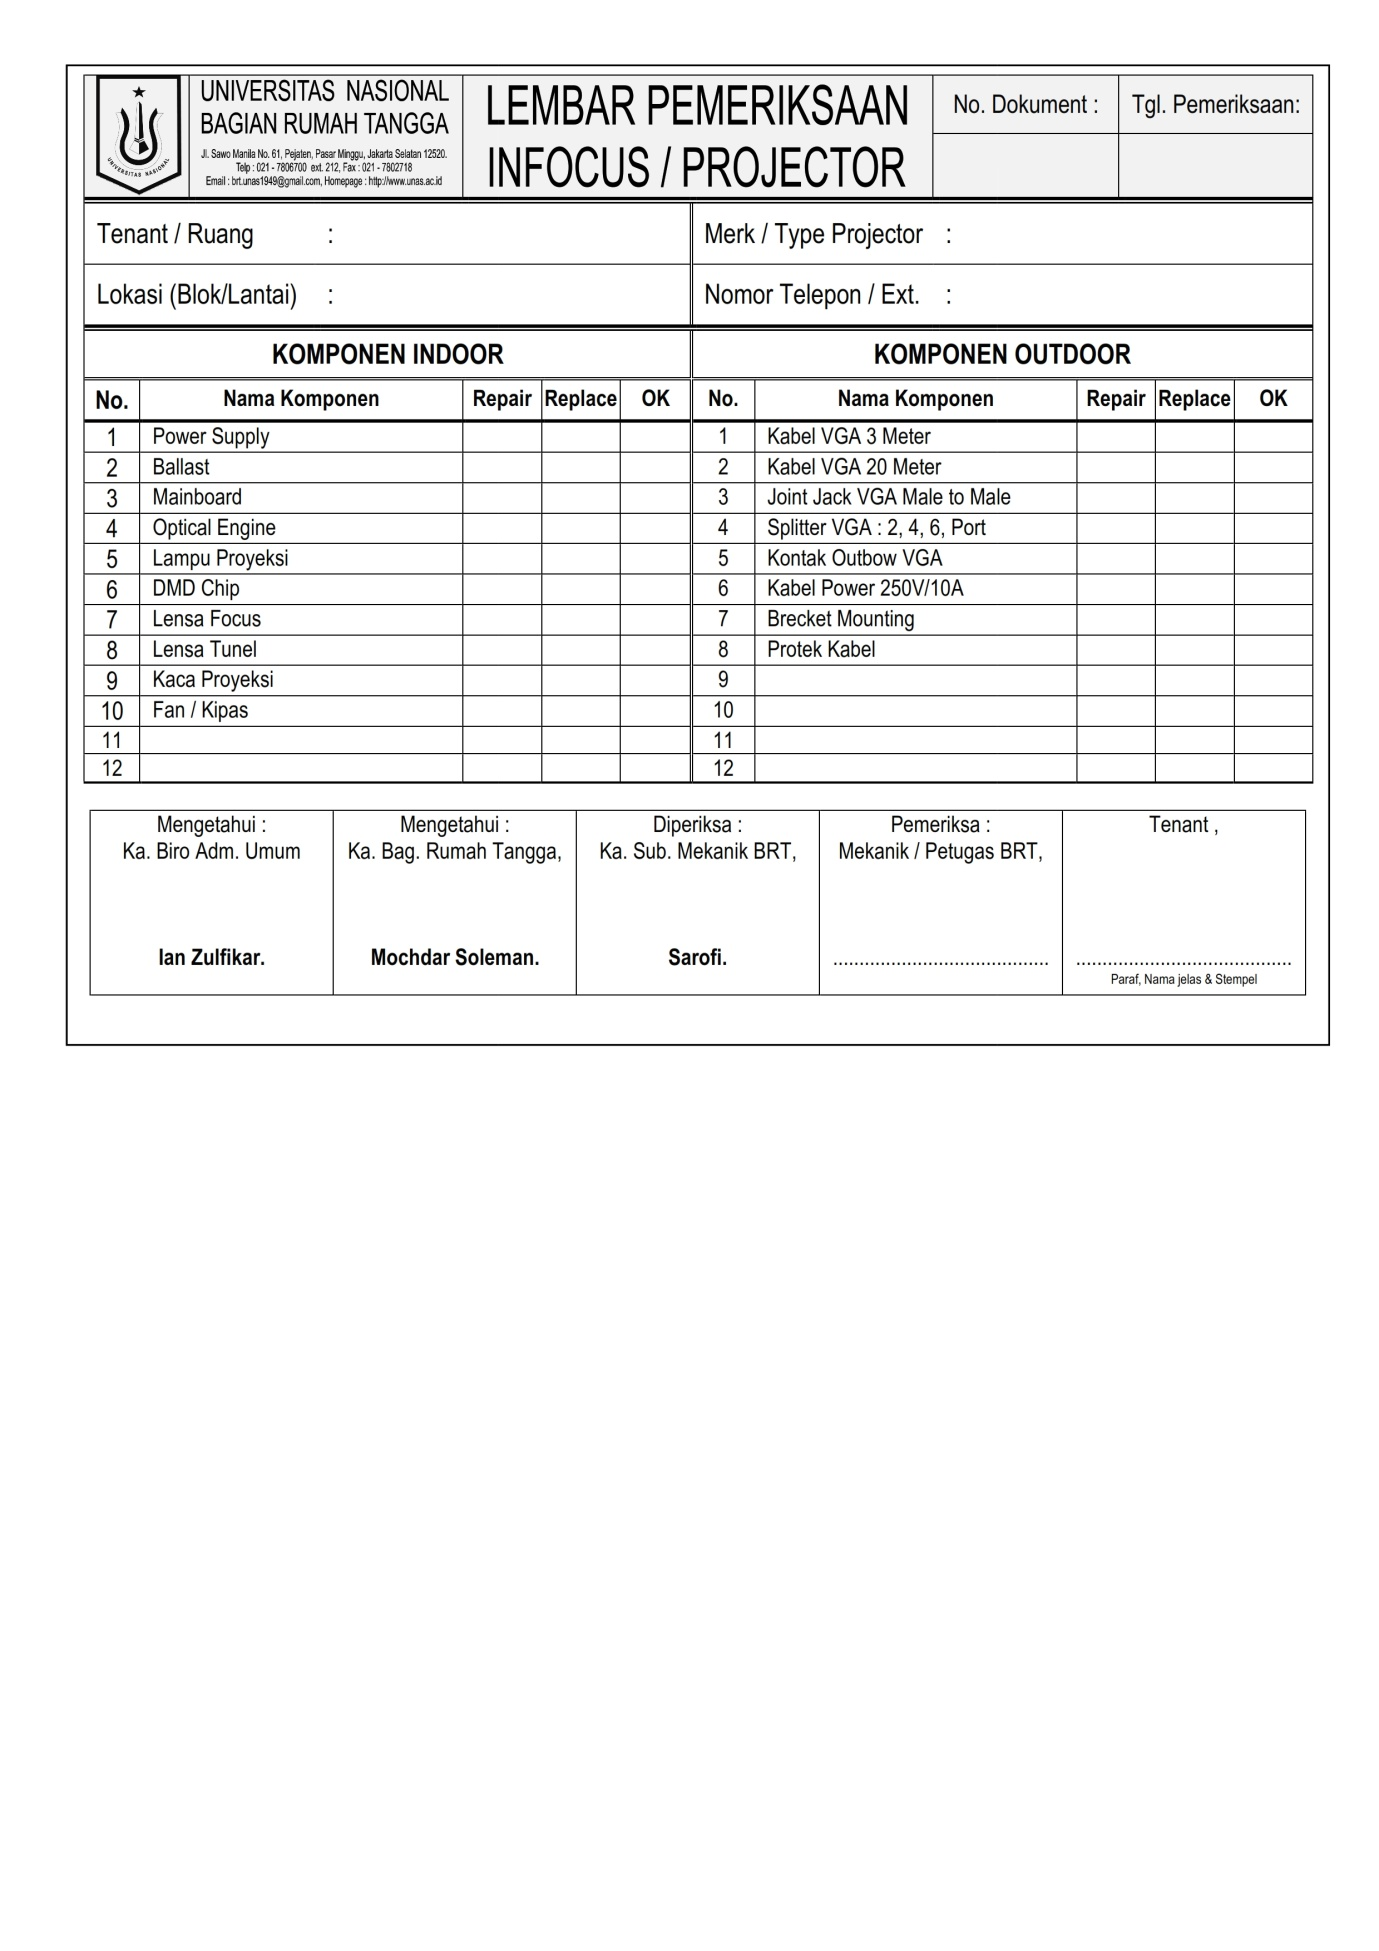 UNIVERSITAS NASIONAL
UNIVERSITAS NASIONAL
BAGIAN RUMAH TANGGA
Jl. Sawo Manila No. 61, Pejaten, Pasar Minggu, Jakarta Selatan 12520.
Telp : 021 - 7806700 ext. 212, Fax : 021 - 7802718
Email : brt.unas1949@gmail.com, Homepage : http://www.unas.ac.id
LEMBAR PEMERIKSAAN
INFOCUS / PROJECTOR
No. Dokument : Tgl. Pemeriksaan:
Tenant / Ruang : Merk / Type Projector :
Lokasi (Blok/Lantai) : Nomor Telepon / Ext. :
KOMPONEN INDOOR KOMPONEN OUTDOOR
No. Nama Komponen Repair Replace OK No. Nama Komponen Repair Replace OK
1 Power Supply 1 Kabel VGA 3 Meter
2 Ballast 2 Kabel VGA 20 Meter
3 Mainboard 3 Joint Jack VGA Male to Male
4 Optical Engine 4 Splitter VGA : 2, 4, 6, Port
5 Lampu Proyeksi 5 Kontak Outbow VGA
6 DMD Chip 6 Kabel Power 250V/10A
7 Lensa Focus 7 Brecket Mounting
8 Lensa Tunel 8 Protek Kabel
9 Kaca Proyeksi 9
10 Fan / Kipas 10
11 11
12 12
Mengetahui : Mengetahui : Diperiksa : Pemeriksa : Tenant ,
Ka. Biro Adm. Umum Ka. Bag. Rumah Tangga, Ka. Sub. Mekanik BRT, Mekanik / Petugas BRT,
Ian Zulfikar. Mochdar Soleman. Sarofi. ......................................... .........................................
Paraf, Nama jelas & Stempel